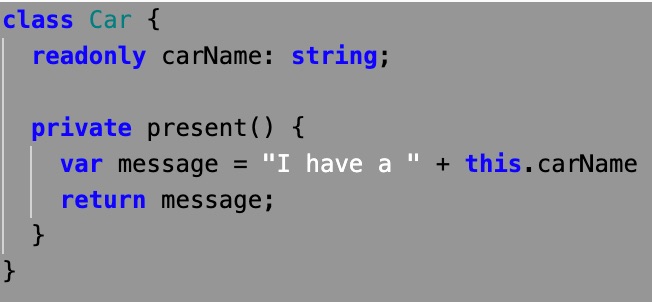 class Car {
  readonly carName: string;

  private present() {
    var message = "I have a " + this.carName
    return message;
  }
}